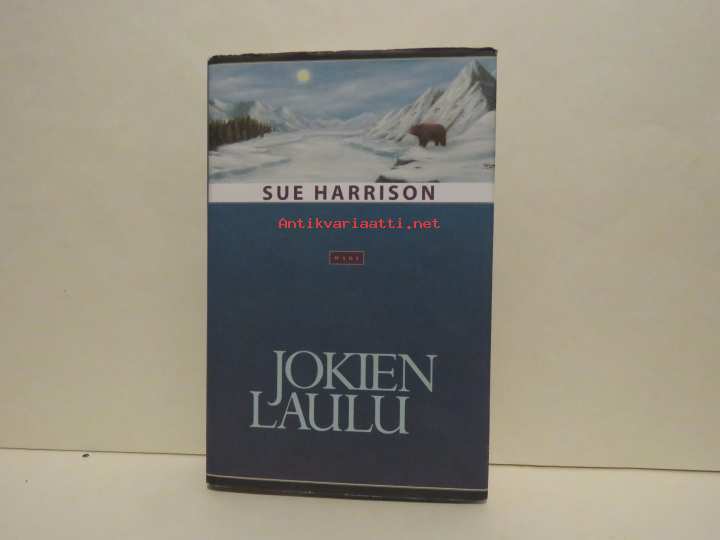 SUE HARRISON
Antikvariaatti.net
JOKIEN
LAULU